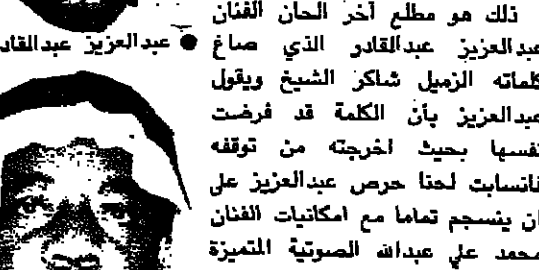 ذلك هو مطلع آخر الحان الفنان
عبدالعزيز عبدالقادر الذي صاغ
كلماته الزميل شاكر الشيخ ويقول
عبدالعزيز بأن الكلمة قد فرضت
نفسها بحيث اخرجته من توقفه
فانسابت لحنا حرص عبدالعزيز على
ان ينسجم تماما مع امكانيات الفنان
محمد علي عبدالله الصوتية المتميزة
● عبدالعزيز عبدالقاد